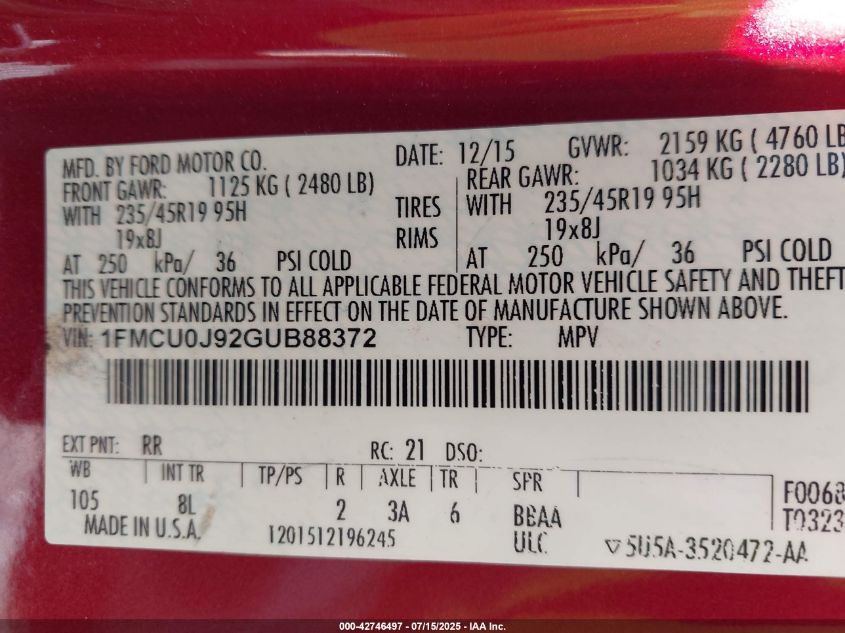 MFD. BY FORD MOTOR CO. DATE: 12/15 GVWR: 2159 KG ( 4760 LB
FRONT GAWR: 1125 KG ( 2480 LB) REAR GAWR: 1034 KG ( 2280 LB)
WITH 235/45R19 95H TIRES WITH 235/45R19 95H
19x8J RIMS 19x8J
AT 250 kPa/ 36 PSI COLD AT 250 kPa/ 36 PSI COLD
THIS VEHICLE CONFORMS TO ALL APPLICABLE FEDERAL MOTOR VEHICLE SAFETY AND THEFT
PREVENTION STANDARDS IN EFFECT ON THE DATE OF MANUFACTURE SHOWN ABOVE.
VIN: 1FMCU0J92GUB88372 TYPE: MPV
EXT PNT: RR RC: 21 DSO:
WB INT TR TP/PS R AXLE TR SPR
105 8L 2 3A 6 BBAA F0068
MADE IN U.S.A. 1201512196245 ULC T0323
5U5A-3520472-AA
000-42746497 - 07/15/2025 - IAA Inc.